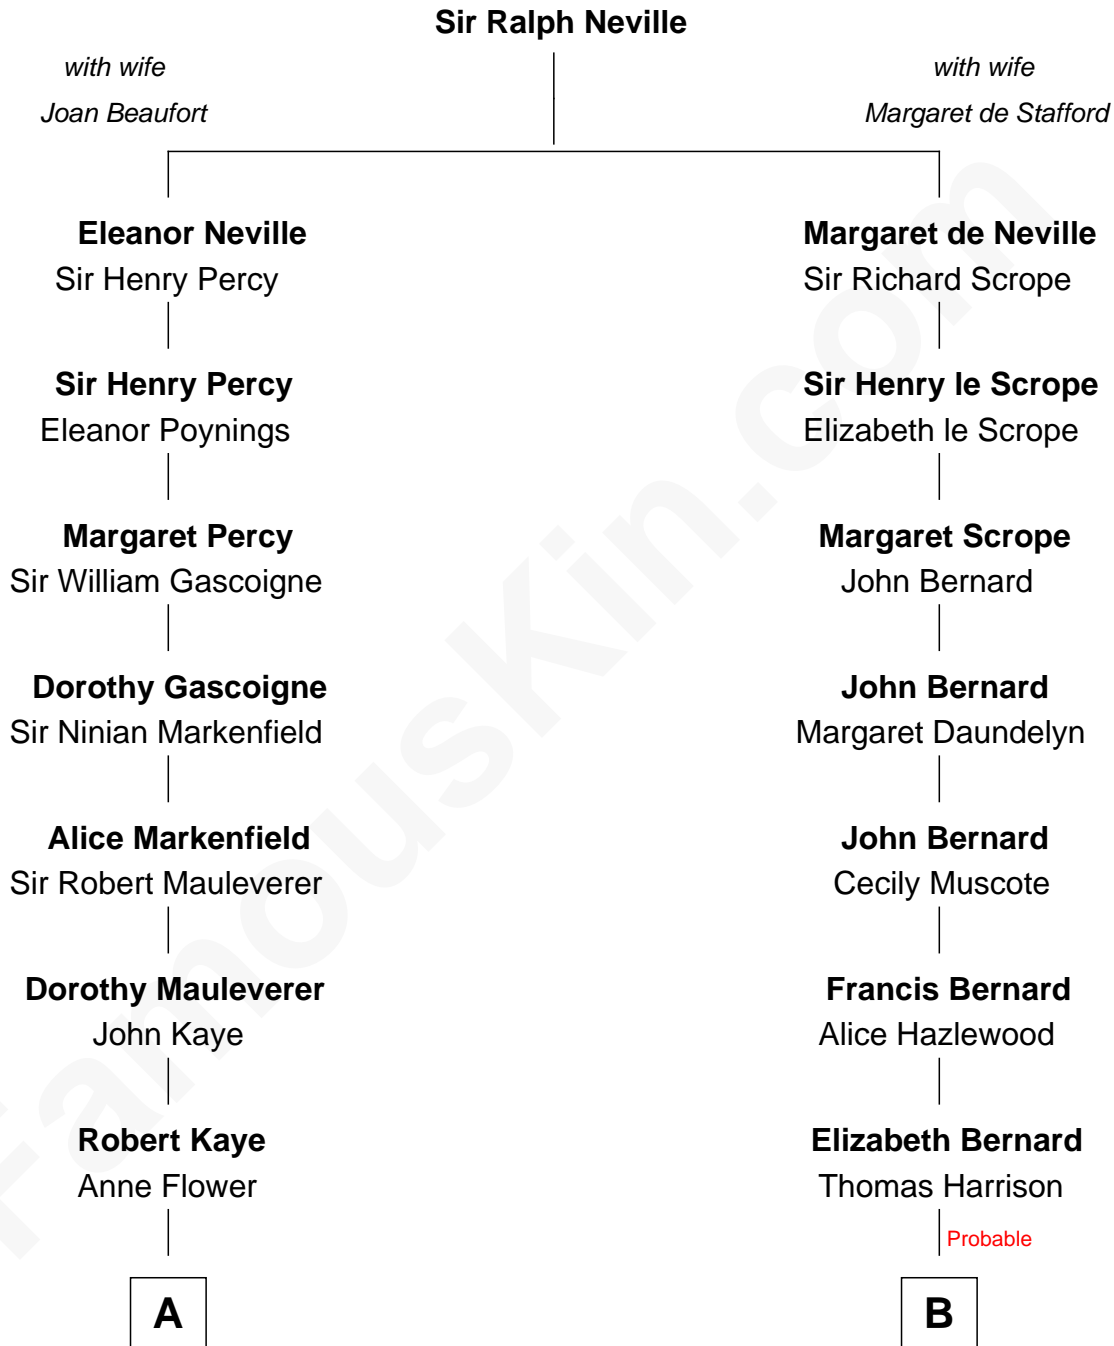 Sir Ralph Neville
with wife
Joan Beaufort
with wife
Margaret de Stafford
Eleanor Neville
Sir Henry Percy
Margaret de Neville
Sir Richard Scrope
Sir Henry Percy
Eleanor Poynings
Sir Henry le Scrope
Elizabeth le Scrope
Margaret Percy
Sir William Gascoigne
Margaret Scrope
John Bernard
Dorothy Gascoigne
Sir Ninian Markenfield
John Bernard
Margaret Daundelyn
Alice Markenfield
Sir Robert Mauleverer
John Bernard
Cecily Muscote
Dorothy Mauleverer
John Kaye
Francis Bernard
Alice Hazlewood
Robert Kaye
Anne Flower
Elizabeth Bernard
Thomas Harrison
Probable
A
B
FamousKin.com